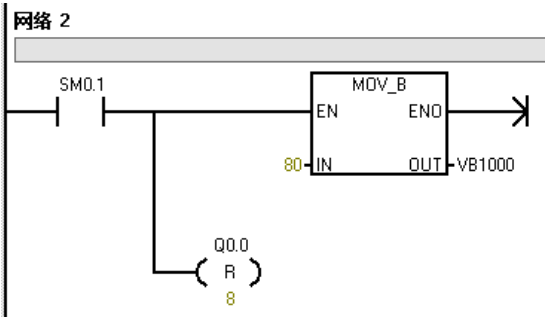 网络 2
SM0.1
MOV_B
EN ENO
80 IN OUT VB1000
Q0.0
R
8